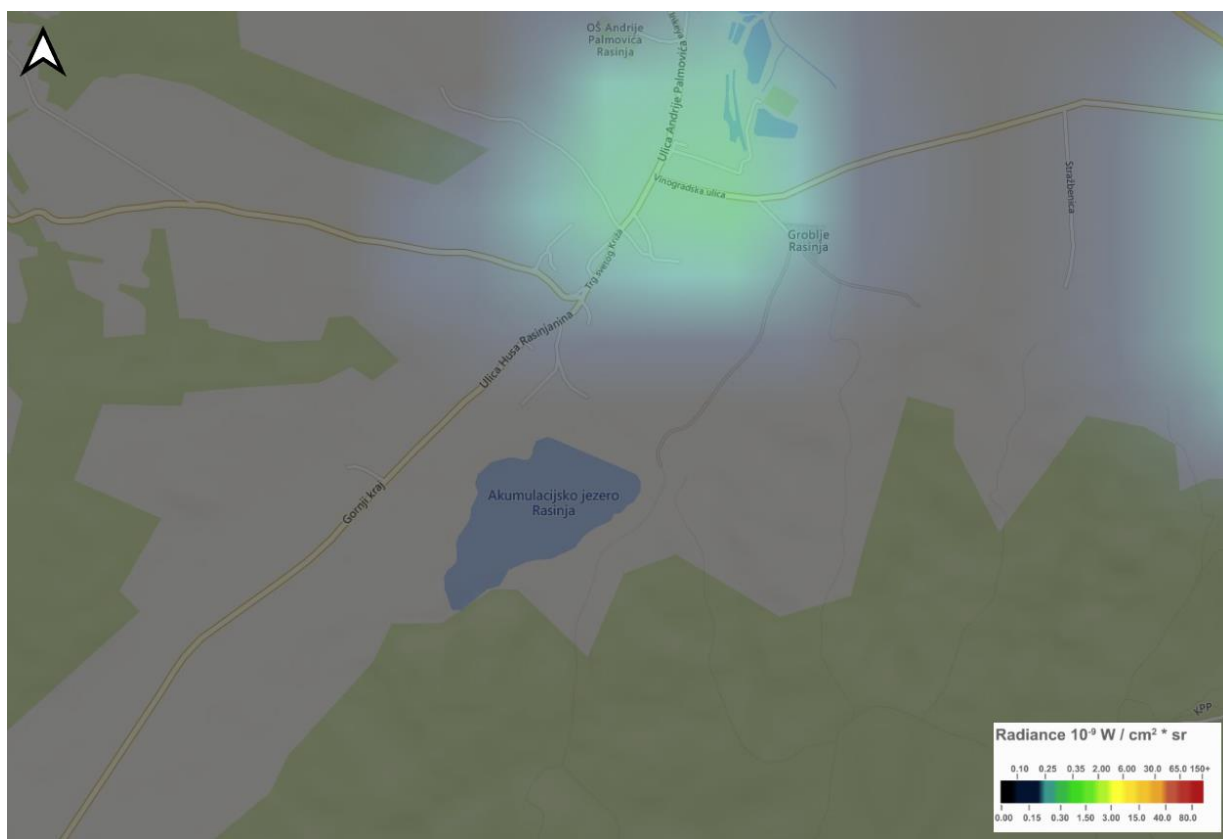 OŠ Andrije
Palmovića
Rasinja
Ulica Andrije Palmovića
Vinogradska ulica
Stražbenica
Groblje
Rasinja
Trg svetog Križa
Ulica Husa Rasinjanina
Akumulacijsko jezero
Rasinja
Gornji kraj
KPP
Radiance 10⁻⁹ W / cm² * sr
0.10 0.25 0.35 2.00 6.00 30.0 65.0 150+
0.00 0.15 0.30 1.50 3.00 15.0 40.0 80.0